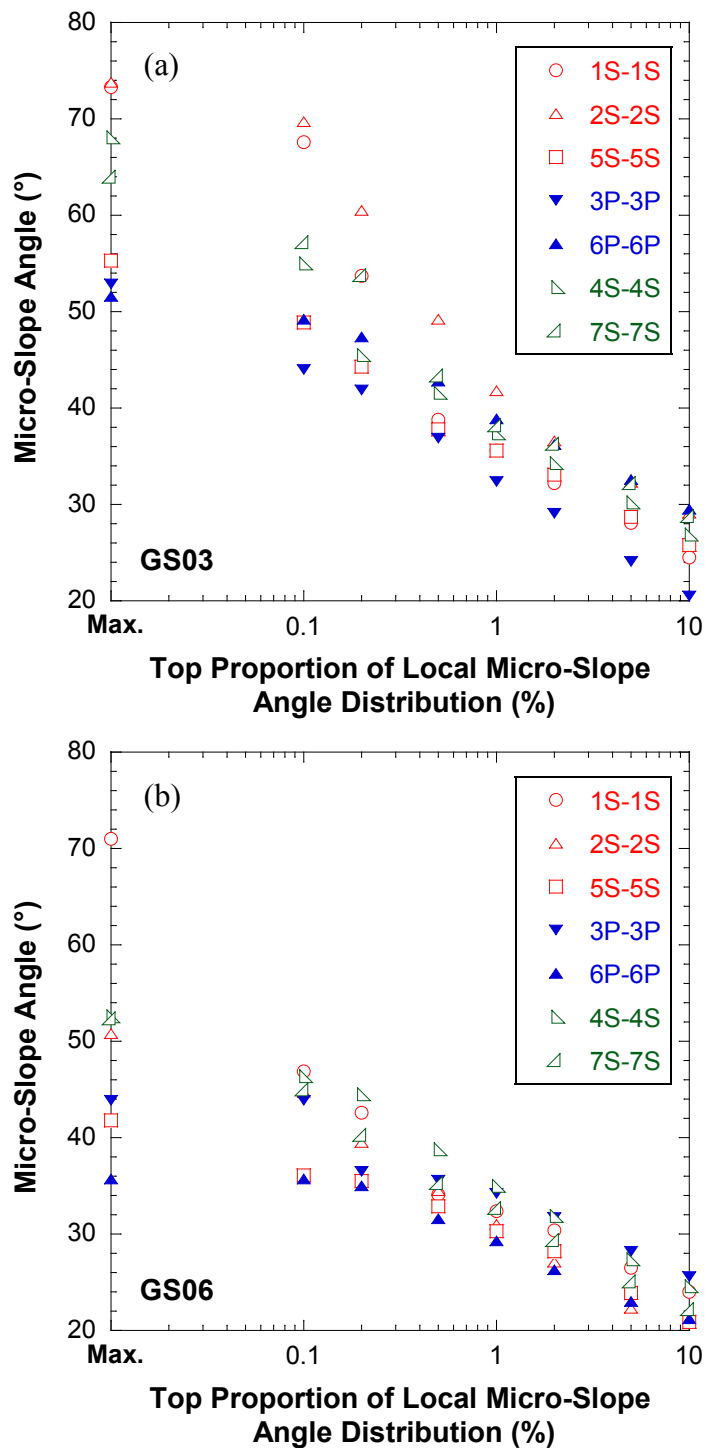 80
(a)
1S-1S
2S-2S
70
5S-5S
3P-3P
60
6P-6P
4S-4S
7S-7S
50
Micro-Slope Angle (°)
40
30
GS03
20
Max.
0.1
1
10
Top Proportion of Local Micro-Slope
Angle Distribution (%)
80
(b)
1S-1S
2S-2S
70
5S-5S
3P-3P
60
6P-6P
4S-4S
7S-7S
50
Micro-Slope Angle (°)
40
30
GS06
20
Max.
0.1
1
10
Top Proportion of Local Micro-Slope
Angle Distribution (%)